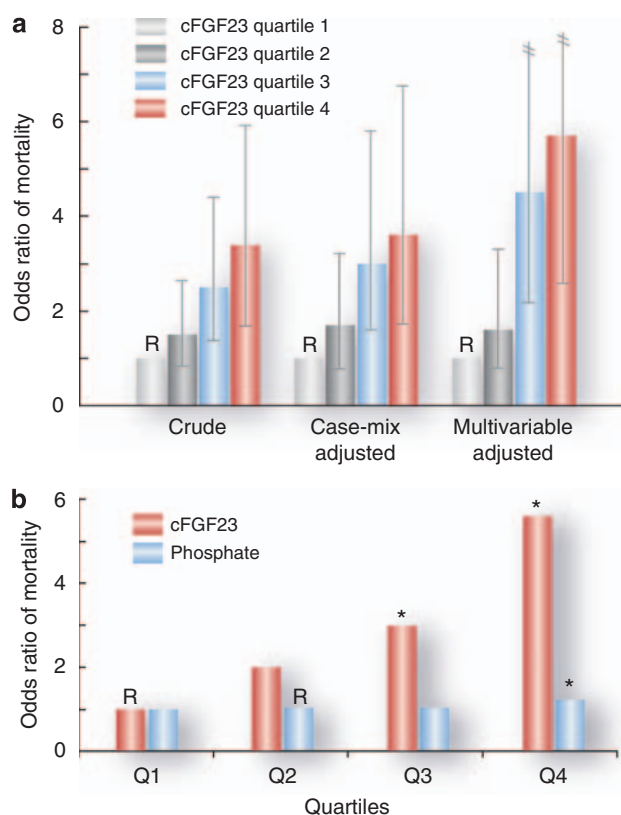 a
8
6
4
2
0
Odds ratio of mortality
cFGF23 quartile 1
cFGF23 quartile 2
cFGF23 quartile 3
cFGF23 quartile 4
R
R
R
Crude
Case-mix
adjusted
Multivariable
adjusted
b
6
4
2
0
Odds ratio of mortality
cFGF23
Phosphate
R
R
*
*
*
Q1
Q2
Q3
Q4
Quartiles